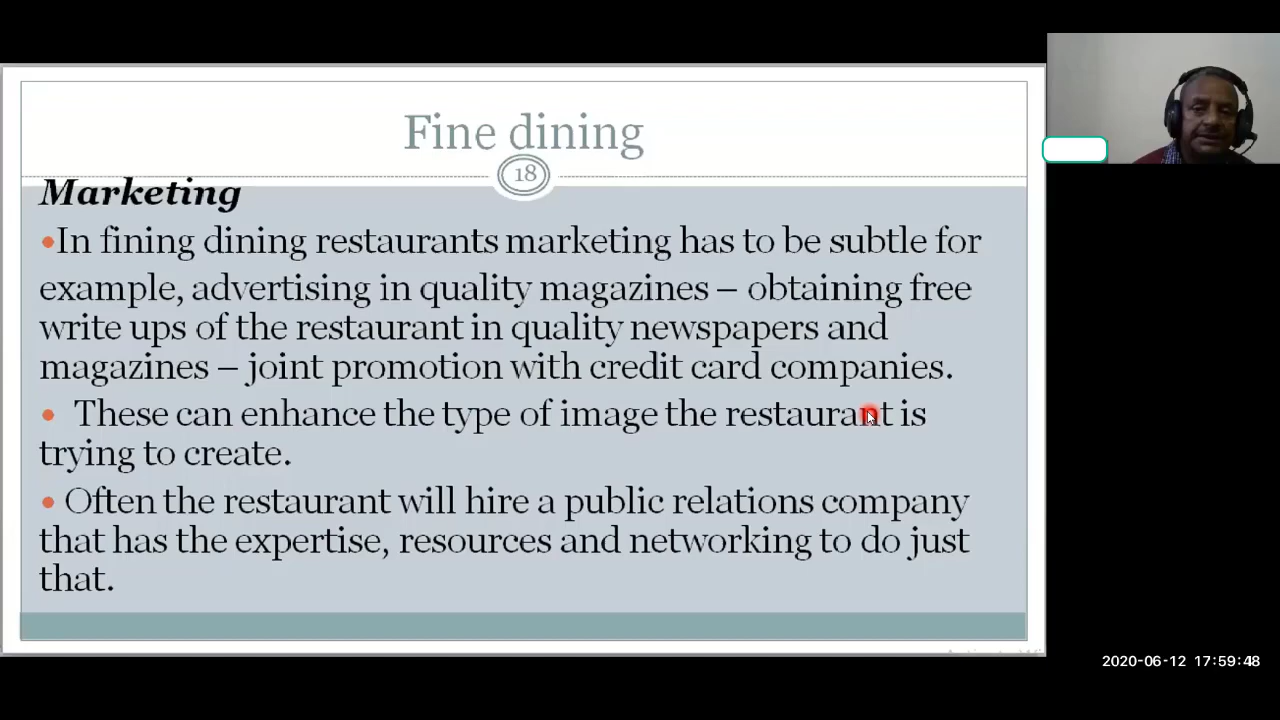 Fine dining
18
Marketing
•In fining dining restaurants marketing has to be subtle for
example, advertising in quality magazines – obtaining free
write ups of the restaurant in quality newspapers and
magazines – joint promotion with credit card companies.
• These can enhance the type of image the restaurant is
trying to create.
• Often the restaurant will hire a public relations company
that has the expertise, resources and networking to do just
that.
2020-06-12 17:59:48